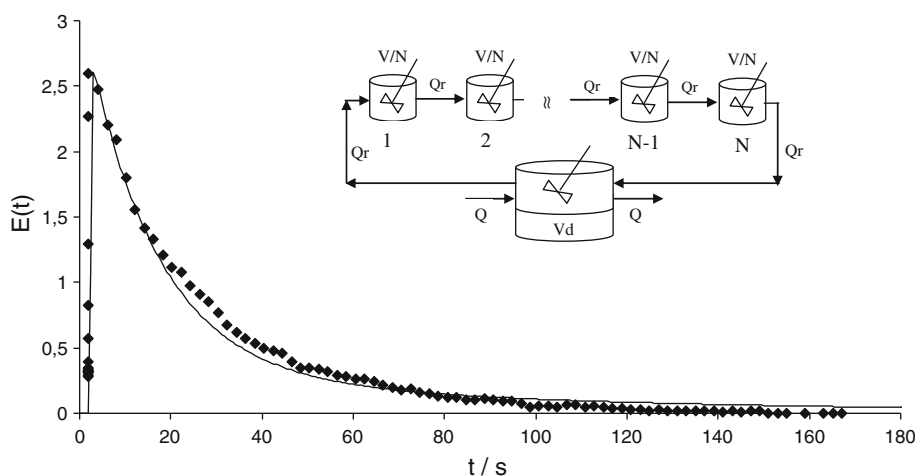 3
2,5
2
1,5
1
0,5
0
E(t)
0 20 40 60 80 100 120 140 160 180
t / s
V/N V/N V/N V/N
Qr Qr Qr
≈
1 2 N-1 N
Qr Qr
Q Q
Vd